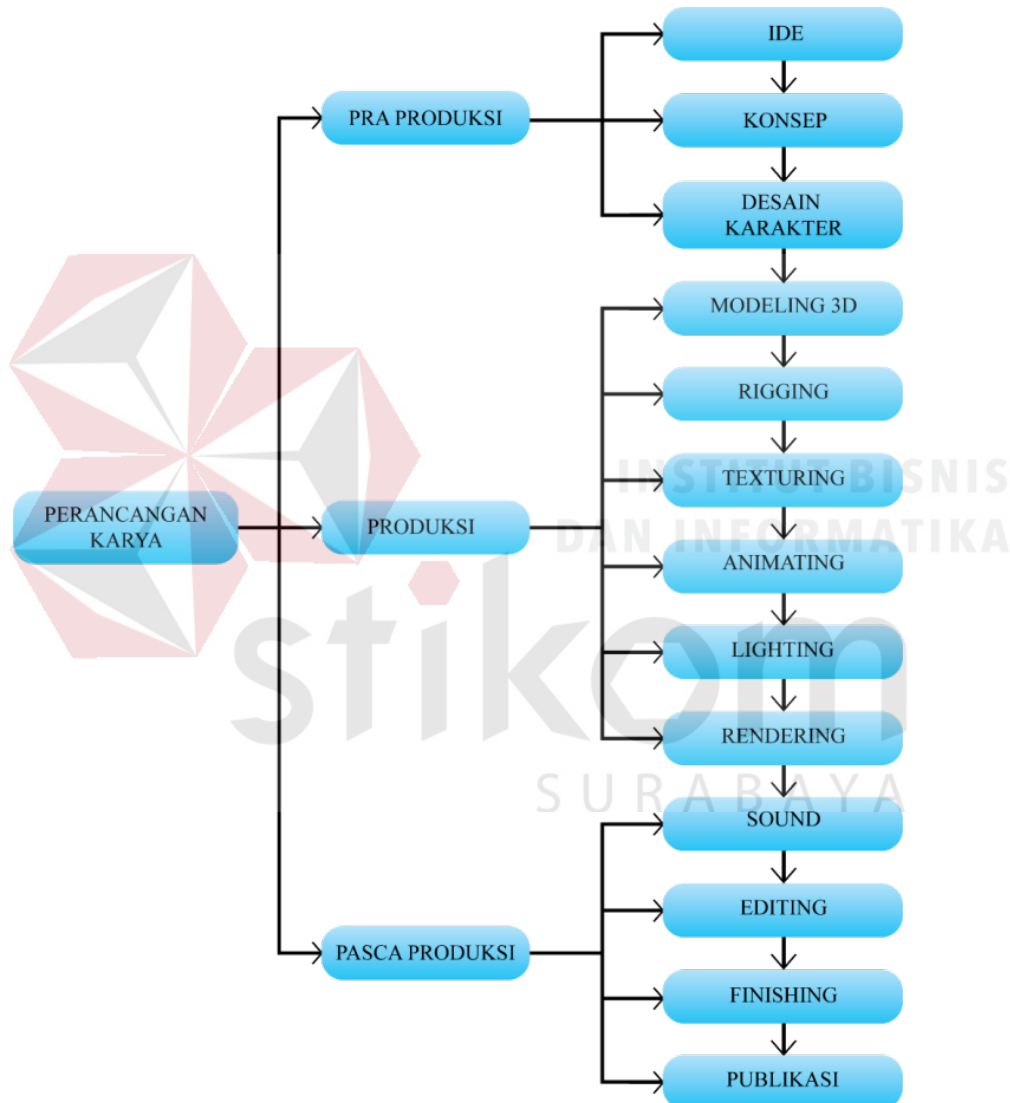 IDE
PRA PRODUKSI
KONSEP
DESAIN
KARAKTER
MODELING 3D
RIGGING
TEXTURING
INSTITUT BISNIS
DAN INFORMATIKA
PERANCANGAN
KARYA
PRODUKSI
ANIMATING
LIGHTING
stikom
RENDERING
SURABAYA
SOUND
EDITING
PASCA PRODUKSI
FINISHING
PUBLIKASI